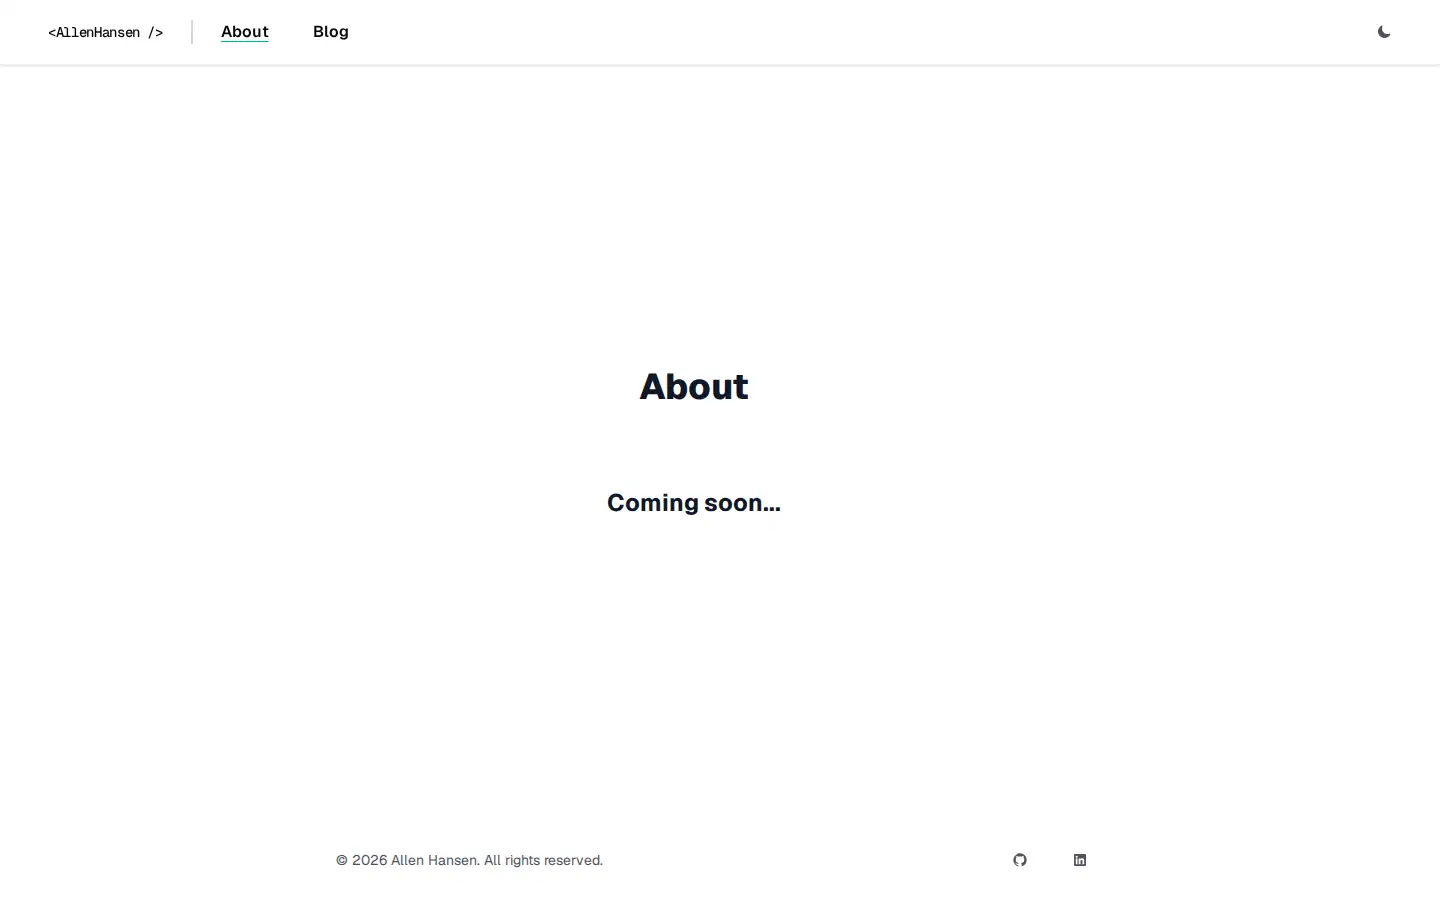 <AllenHansen />
About
Blog
About
Coming soon...
© 2026 Allen Hansen. All rights reserved.